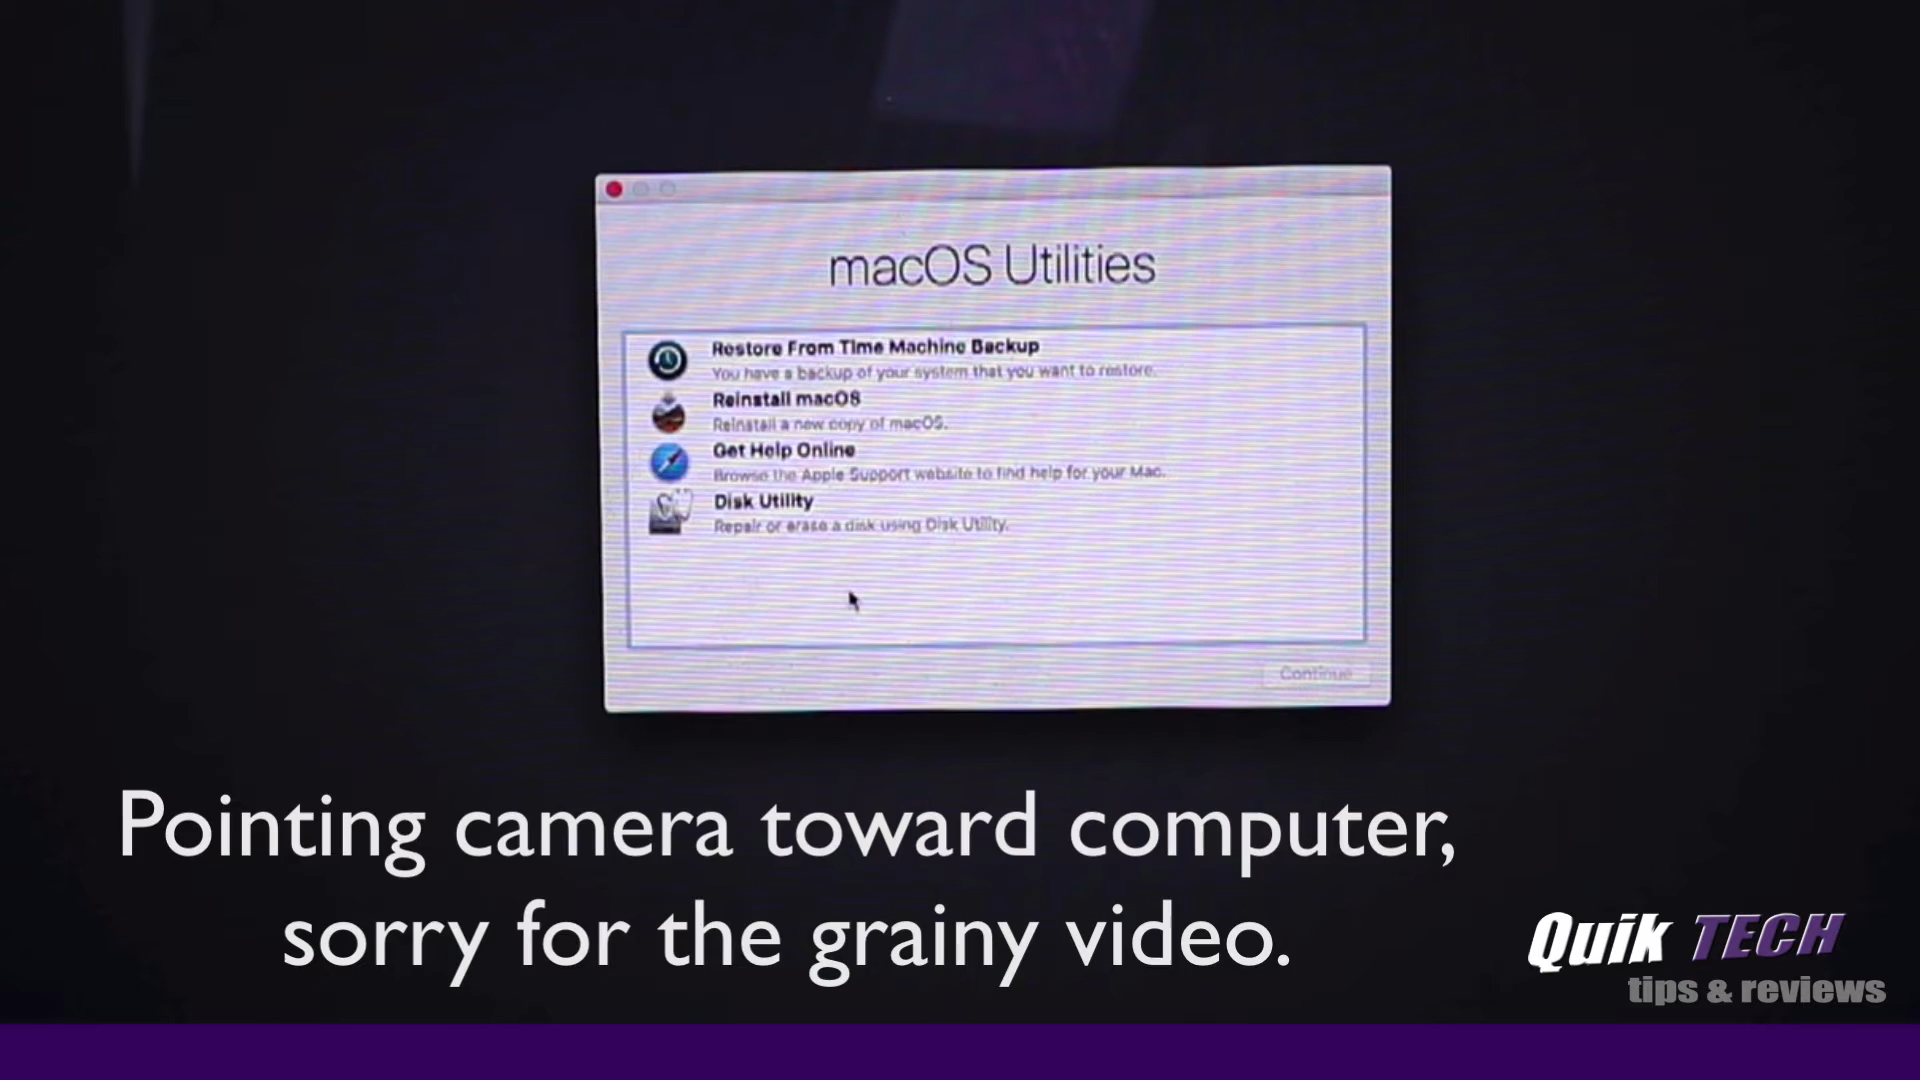 macOS Utilities
Restore From Time Machine Backup
You have a backup of your system that you want to restore.
Reinstall macOS
Reinstall a new copy of macOS.
Get Help Online
Browse the Apple Support website to find help for your Mac.
Disk Utility
Repair or erase a disk using Disk Utility.
Continue
Pointing camera toward computer,
sorry for the grainy video.
Quik TECH
tips & reviews